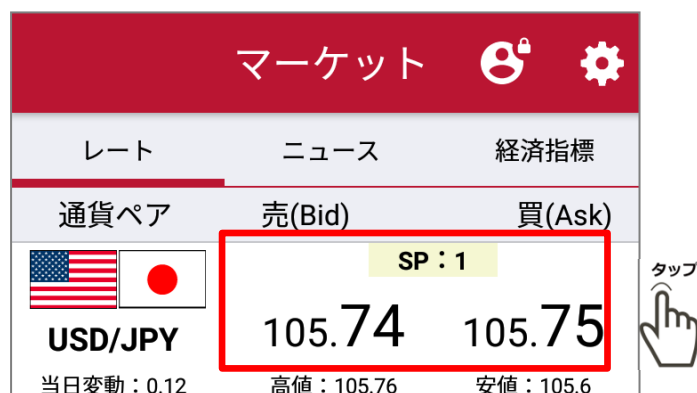 マーケット
レート ニュース 経済指標
通貨ペア 売(Bid) 買(Ask)
SP：1
タップ
USD/JPY 105.74 105.75
当日変動：0.12 高値：105.76 安値：105.6